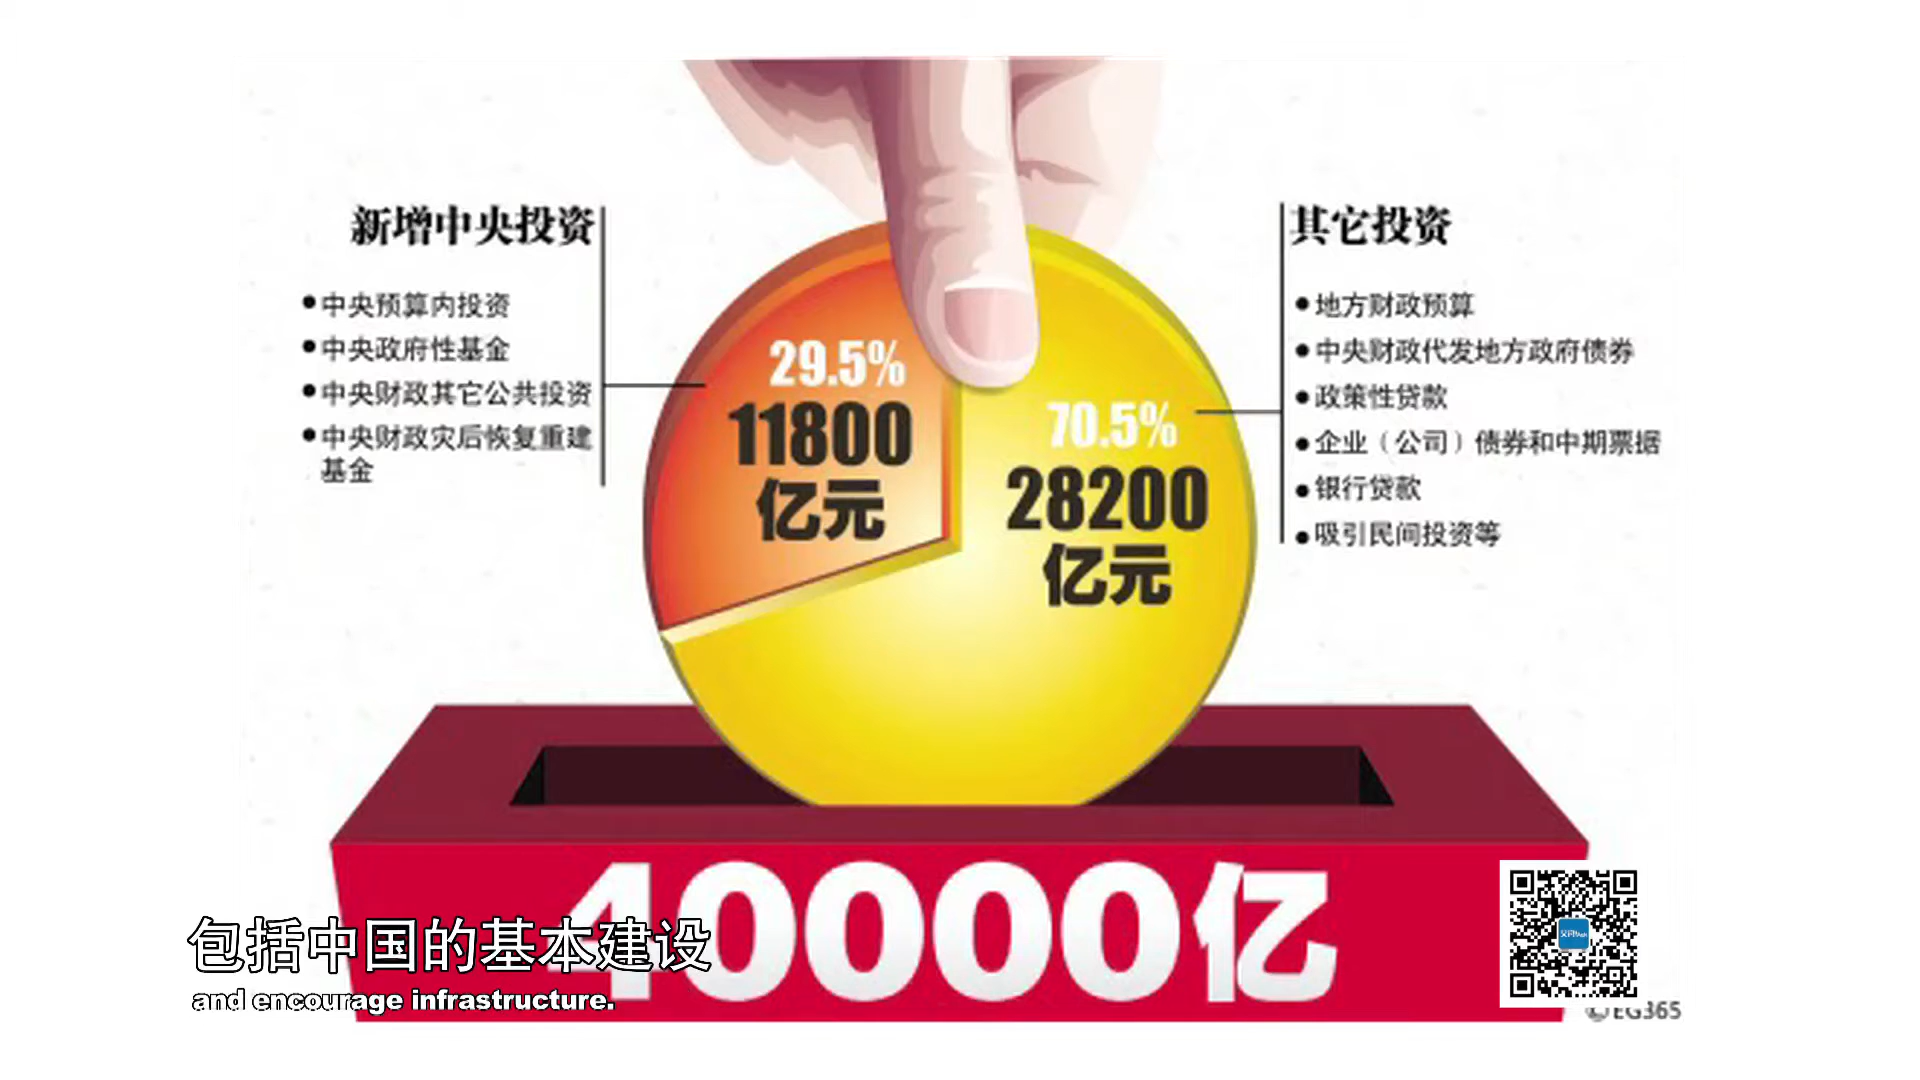 新增中央投资
●中央预算内投资
●中央政府性基金
●中央财政其它公共投资
●中央财政灾后恢复重建
基金
29.5%
11800
亿元
70.5%
28200
亿元
其它投资
●地方财政预算
●中央财政代发地方政府债券
●政策性贷款
●企业（公司）债券和中期票据
●银行贷款
●吸引民间投资等
40000亿
包括中国的基本建设
and encourage infrastructure.